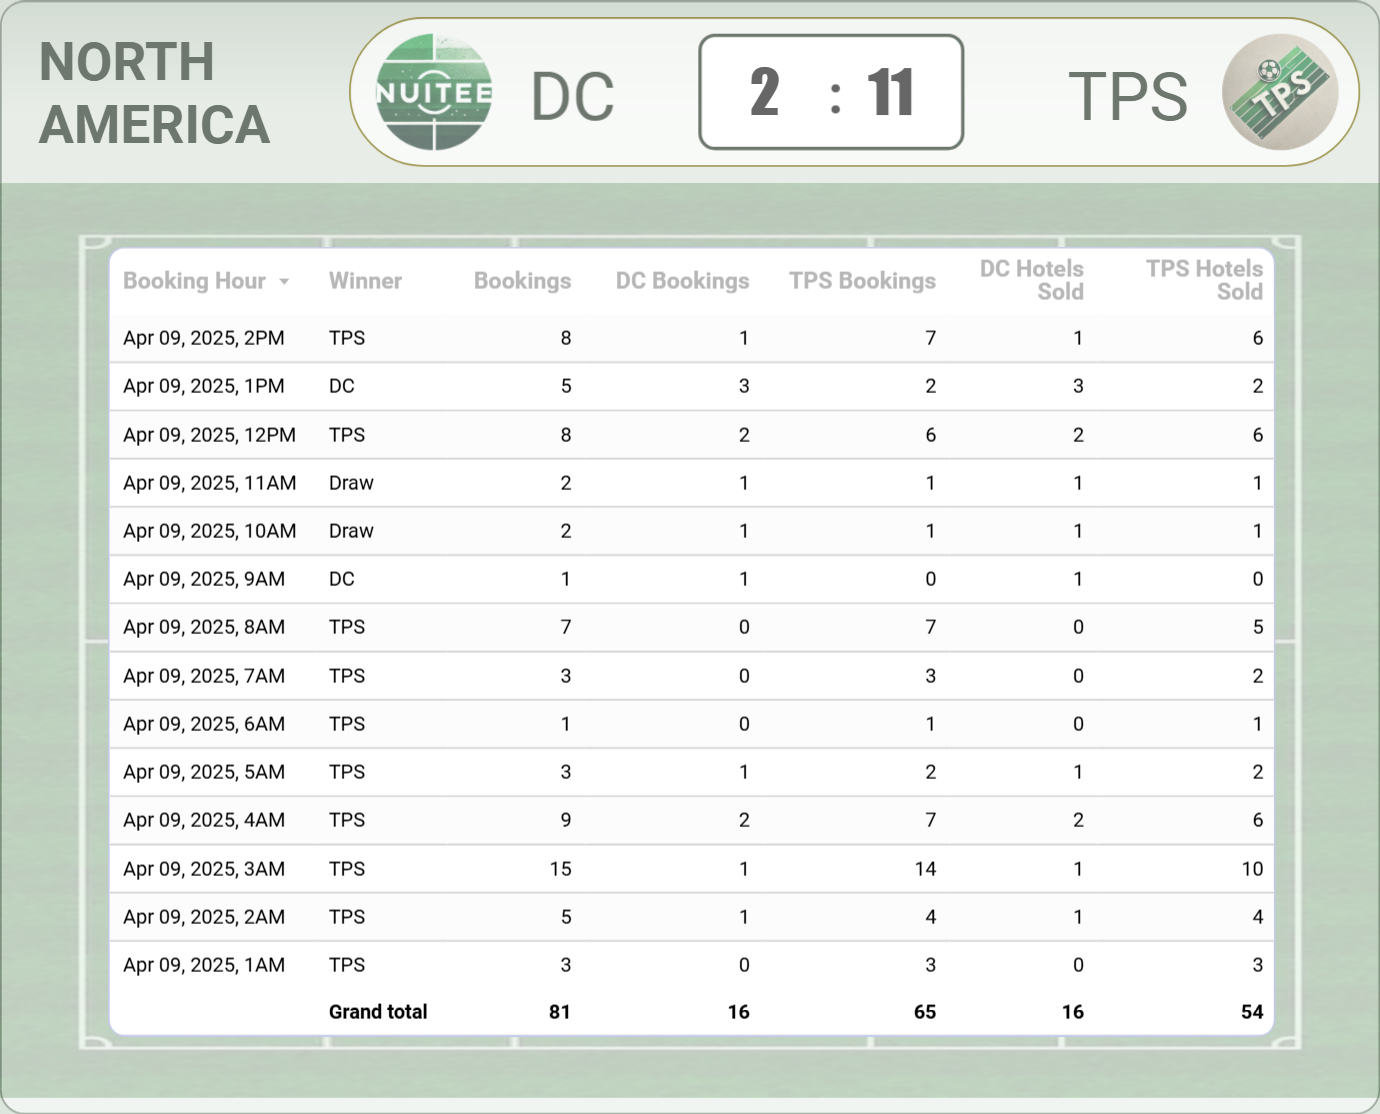 NORTH
AMERICA
NUITEE
DC
2 : 11
TPS
TPS
Booking Hour Winner Bookings DC Bookings TPS Bookings DC Hotels Sold TPS Hotels Sold
Apr 09, 2025, 2PM TPS 8 1 7 1 6
Apr 09, 2025, 1PM DC 5 3 2 3 2
Apr 09, 2025, 12PM TPS 8 2 6 2 6
Apr 09, 2025, 11AM Draw 2 1 1 1 1
Apr 09, 2025, 10AM Draw 2 1 1 1 1
Apr 09, 2025, 9AM DC 1 1 0 1 0
Apr 09, 2025, 8AM TPS 7 0 7 0 5
Apr 09, 2025, 7AM TPS 3 0 3 0 2
Apr 09, 2025, 6AM TPS 1 0 1 0 1
Apr 09, 2025, 5AM TPS 3 1 2 1 2
Apr 09, 2025, 4AM TPS 9 2 7 2 6
Apr 09, 2025, 3AM TPS 15 1 14 1 10
Apr 09, 2025, 2AM TPS 5 1 4 1 4
Apr 09, 2025, 1AM TPS 3 0 3 0 3
Grand total 81 16 65 16 54